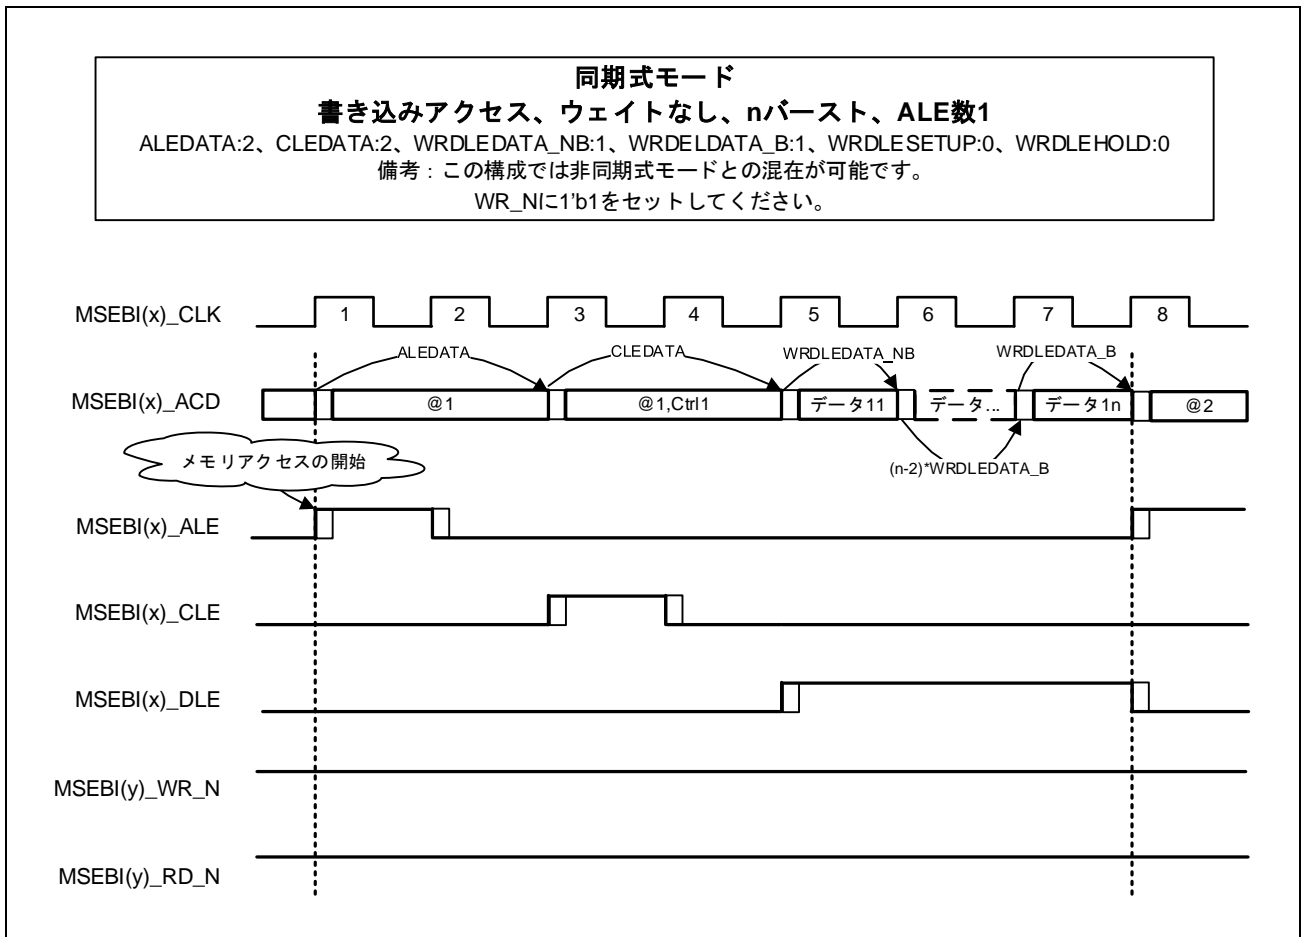 同期式モード
書き込みアクセス、ウェイトなし、nバースト、ALE数1
ALEDATA:2、CLEDATA:2、WRDLEDATA_NB:1、WRDELDATA_B:1、WRDLESETUP:0、WRDLEHOLD:0
備考：この構成では非同期式モードとの混在が可能です。
WR_Nに1'b1をセットしてください。
MSEBI(x)_CLK
1 2 3 4 5 6 7 8
ALEDATA CLEDATA WRDLEDATA_NB WRDLEDATA_B
MSEBI(x)_ACD
@1 @1,Ctrl1 データ11 データ... データ1n @2
メモリアクセスの開始
(n-2)*WRDLEDATA_B
MSEBI(x)_ALE
MSEBI(x)_CLE
MSEBI(x)_DLE
MSEBI(y)_WR_N
MSEBI(y)_RD_N